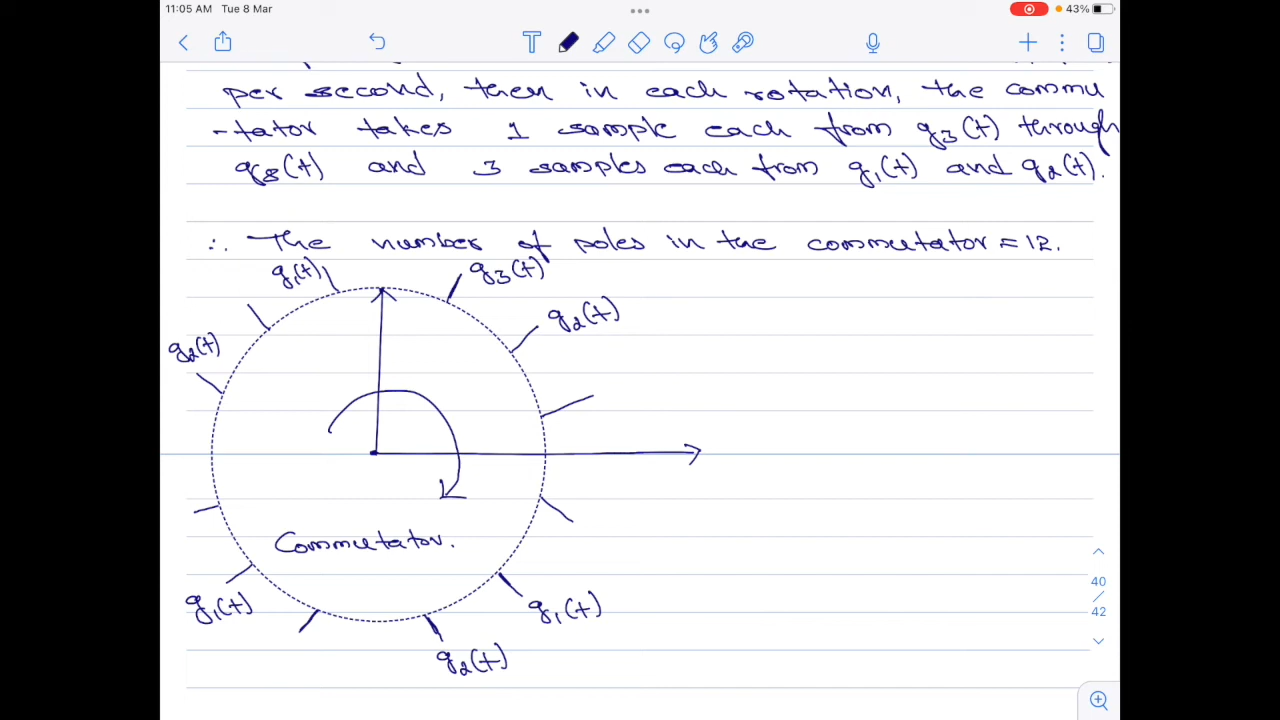 11:05 AM Tue 8 Mar
43%
per second, then in each rotation, the commu
-tator takes 1 sample each from g3(t) through
g8(t) and 3 samples each from g1(t) and g2(t).
∴ The number of poles in the commutator = 12.
g1(t)
g3(t)
g2(t)
g2(t)
Commutator.
g1(t)
g1(t)
g2(t)
40
/
42